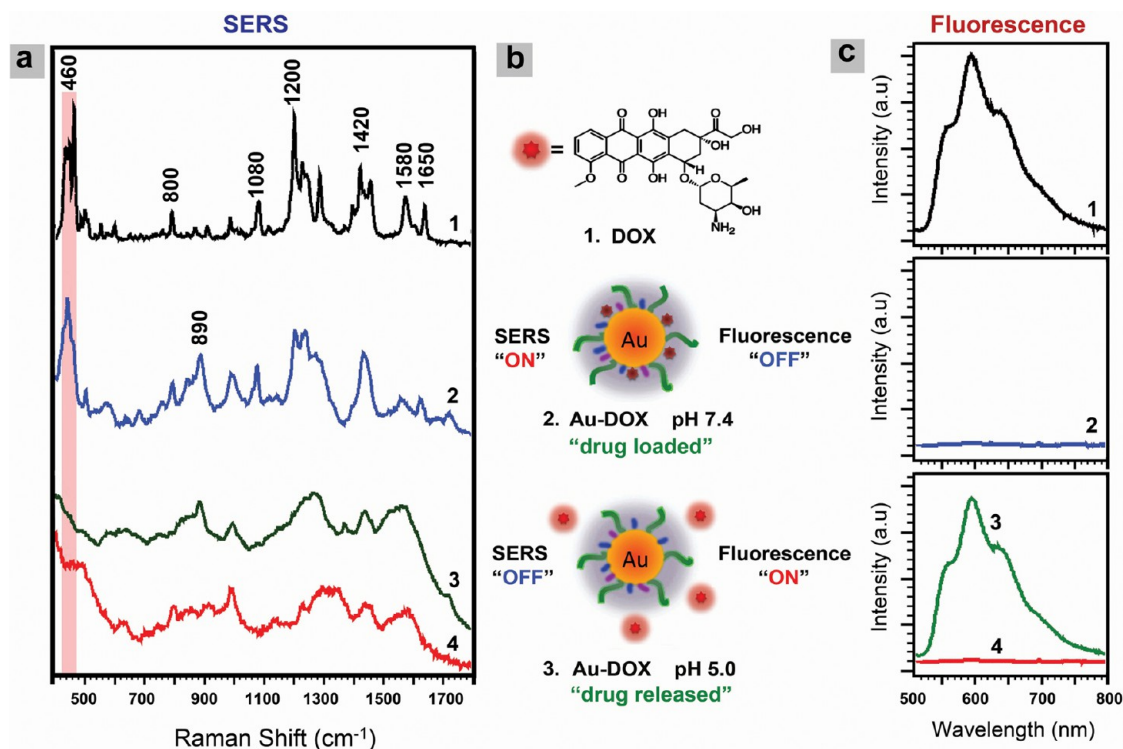 SERS
Fluorescence
a
460
800
1080
1200
1420
1580
1650
1
890
2
3
4
500 700 900 1100 1300 1500 1700
Raman Shift (cm⁻¹)
b
=
O
OH
O
OH
OH
H
O
O
OH
O
O
OH
NH₂
1. DOX
SERS
“ON”
Au
Fluorescence
“OFF”
2. Au-DOX pH 7.4
“drug loaded”
SERS
“OFF”
Au
Fluorescence
“ON”
3. Au-DOX pH 5.0
“drug released”
c
Intensity (a.u)
1
Intensity (a.u)
2
Intensity (a.u)
3
4
500 600 700 800
Wavelength (nm)